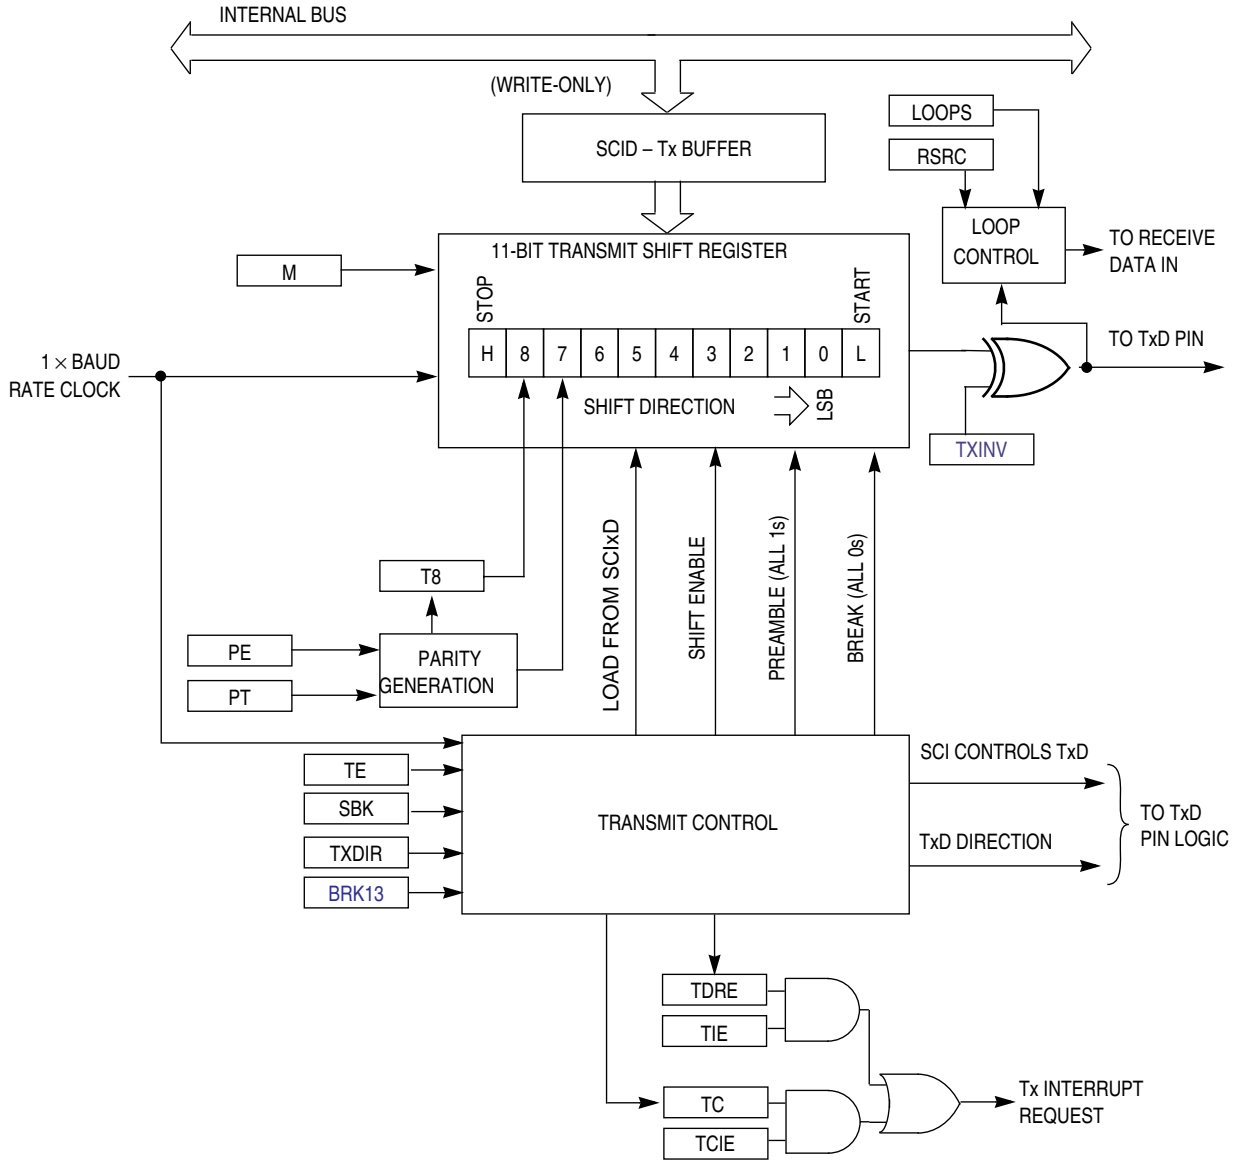 INTERNAL BUS
(WRITE-ONLY)
SCID – Tx BUFFER
LOOPS
RSRC
LOOP
CONTROL
TO RECEIVE
DATA IN
11-BIT TRANSMIT SHIFT REGISTER
M
STOP
START
H 8 7 6 5 4 3 2 1 0 L
1 × BAUD
RATE CLOCK
SHIFT DIRECTION
LSB
TO TxD PIN
TXINV
LOAD FROM SCIxD
SHIFT ENABLE
PREAMBLE (ALL 1s)
BREAK (ALL 0s)
T8
PE
PT
PARITY
GENERATION
TE
SBK
TXDIR
BRK13
TRANSMIT CONTROL
SCI CONTROLS TxD
TxD DIRECTION
TO TxD
PIN LOGIC
TDRE
TIE
TC
TCIE
Tx INTERRUPT
REQUEST